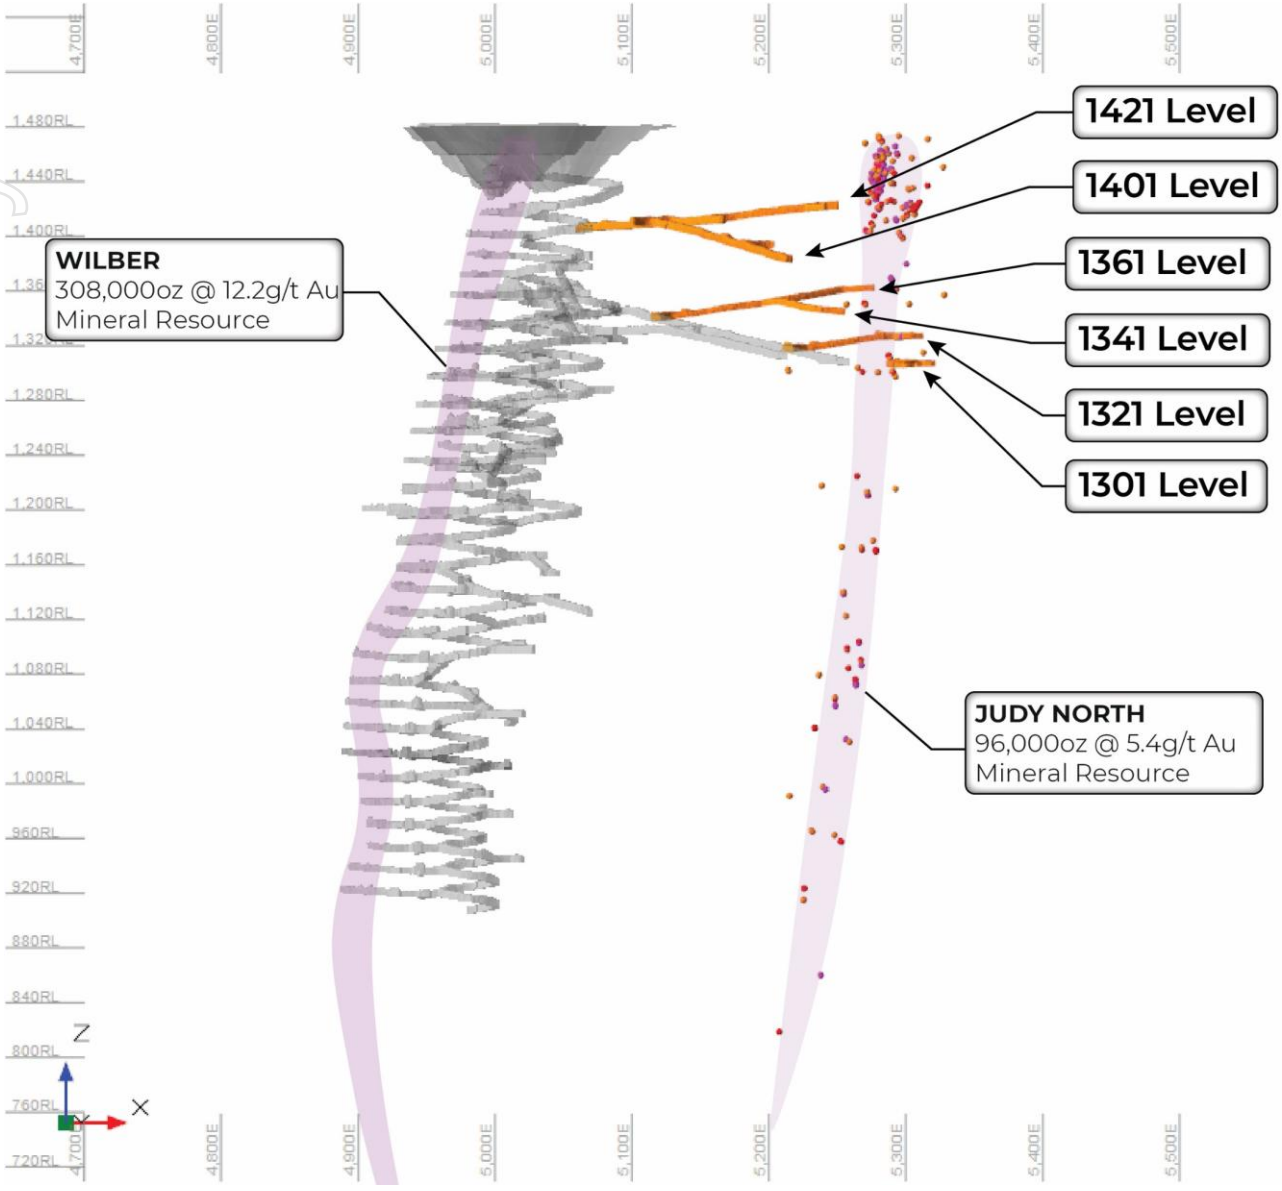 4,700E
4,800E
4,900E
5,000E
5,100E
5,200E
5,300E
5,400E
5,500E
1,480RL
1421 Level
1,440RL
1401 Level
1,400RL
WILBER
308,000oz @ 12.2g/t Au
Mineral Resource
1361 Level
1,36
1341 Level
1,320RL
1321 Level
1,280RL
1301 Level
1,240RL
1,200RL
1,160RL
1,120RL
1,080RL
JUDY NORTH
96,000oz @ 5.4g/t Au
Mineral Resource
1,040RL
1,000RL
960RL
920RL
880RL
840RL
Z
800RL
760RL
X
Y
720RL
4,700E
4,800E
4,900E
5,000E
5,100E
5,200E
5,300E
5,400E
5,500E